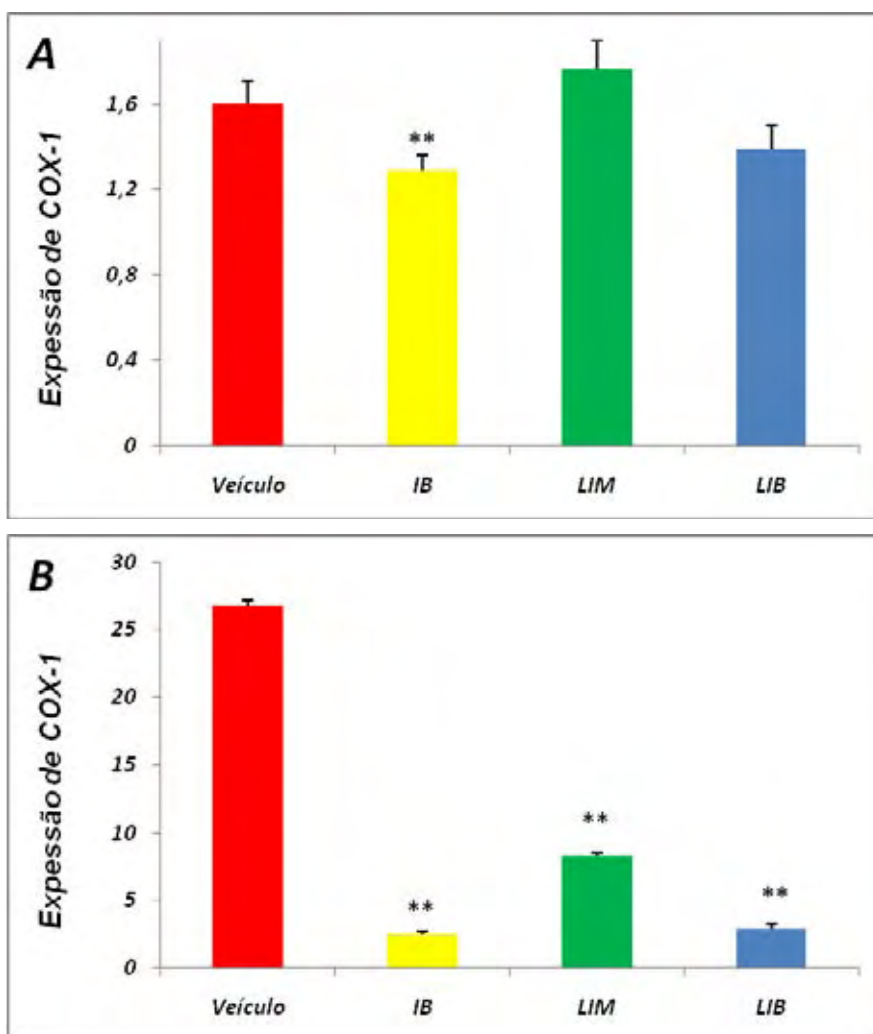 A
Expessão de COX-1
1,6
1,2
0,8
0,4
0
**
Veículo IB LIM LIB
B
Expessão de COX-1
30
25
20
15
10
5
0
** ** **
Veículo IB LIM LIB